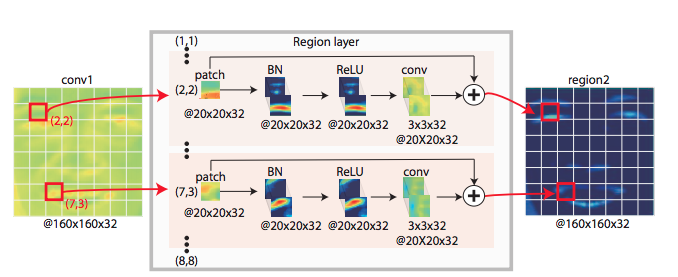 (1,1)
Region layer
conv1
region2
patch
BN
ReLU
conv
(2,2)
(2,2)
@20x20x32
@20x20x32
@20x20x32
3x3x32
@20X20x32
patch
BN
ReLU
conv
(7,3)
(7,3)
@20x20x32
@20x20x32
@20x20x32
3x3x32
@20X20x32
@160x160x32
@160x160x32
(8,8)